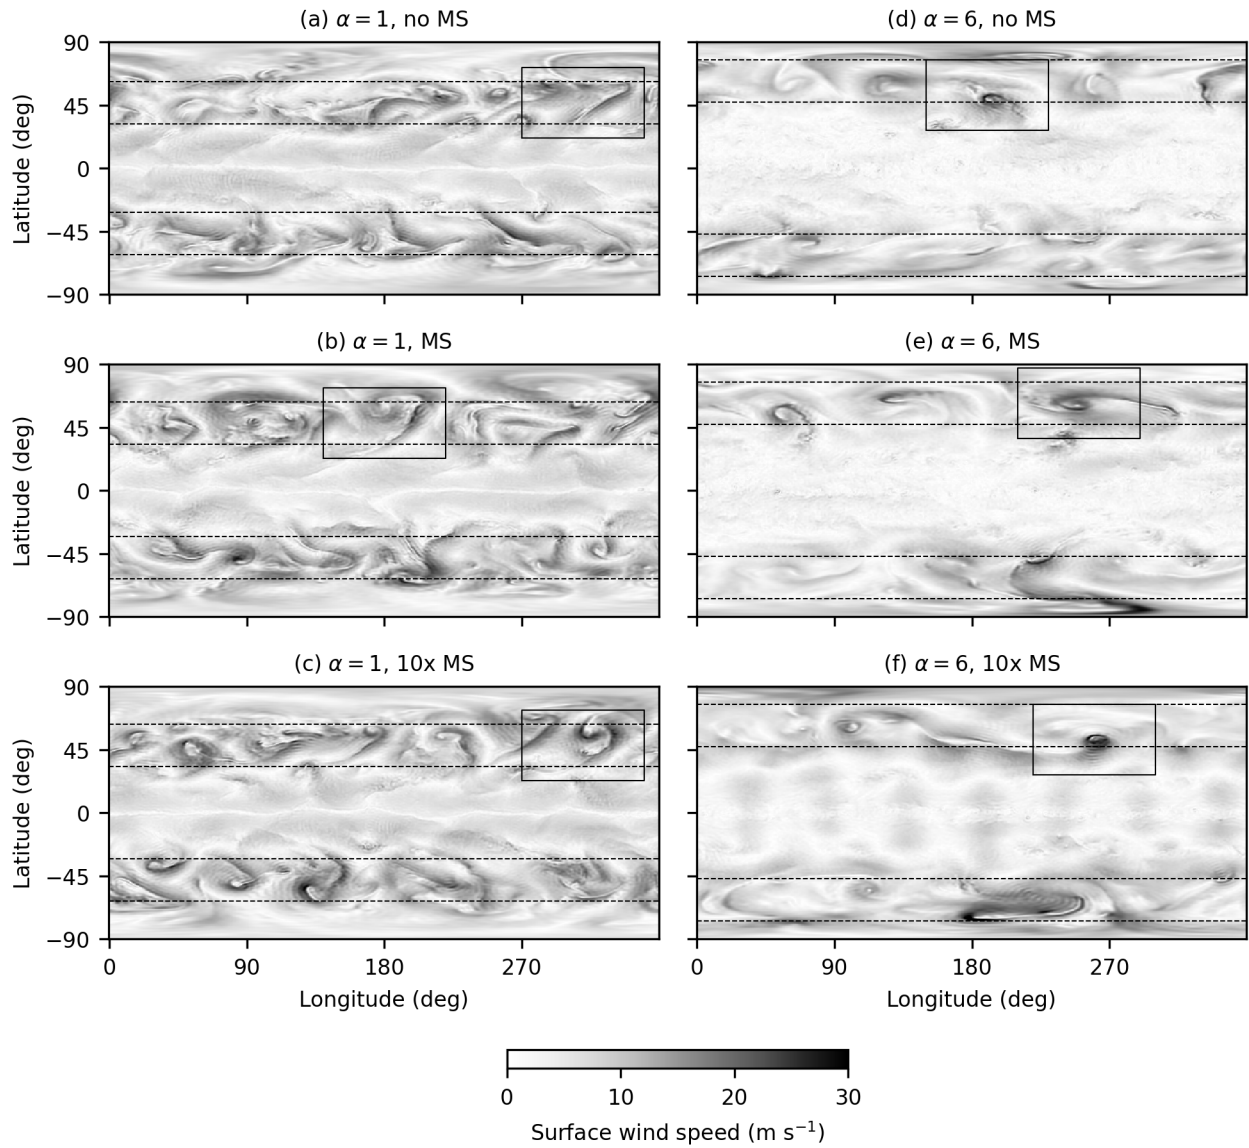 (a) α = 1, no MS
(d) α = 6, no MS
90
45
0
−45
−90
Latitude (deg)
(b) α = 1, MS
(e) α = 6, MS
90
45
0
−45
−90
Latitude (deg)
(c) α = 1, 10x MS
(f) α = 6, 10x MS
90
45
0
−45
−90
Latitude (deg)
0 90 180 270
0 90 180 270
Longitude (deg)
Longitude (deg)
0 10 20 30
Surface wind speed (m s⁻¹)